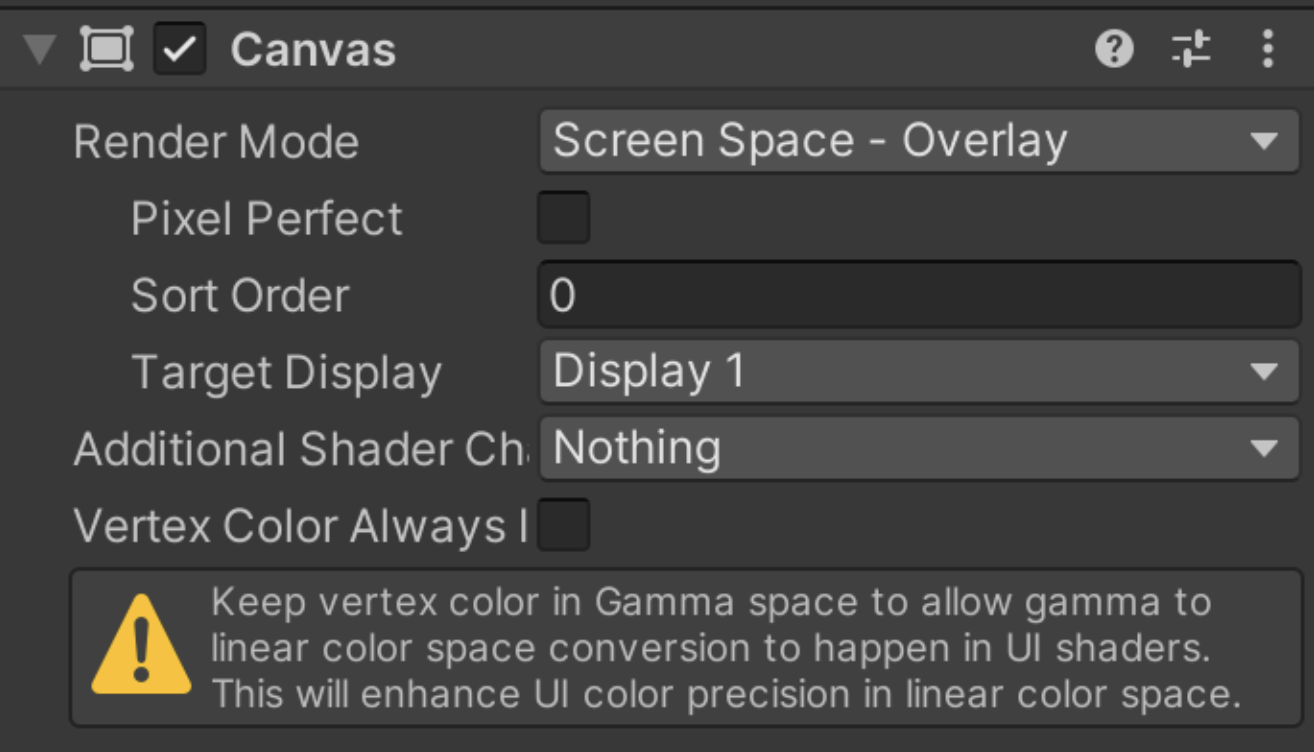 Canvas
Render Mode Screen Space - Overlay
Pixel Perfect
Sort Order 0
Target Display Display 1
Additional Shader Nothing
Vertex Color Always
Keep vertex color in Gamma space to allow gamma to
linear color space conversion to happen in UI shaders.
This will enhance UI color precision in linear color space.